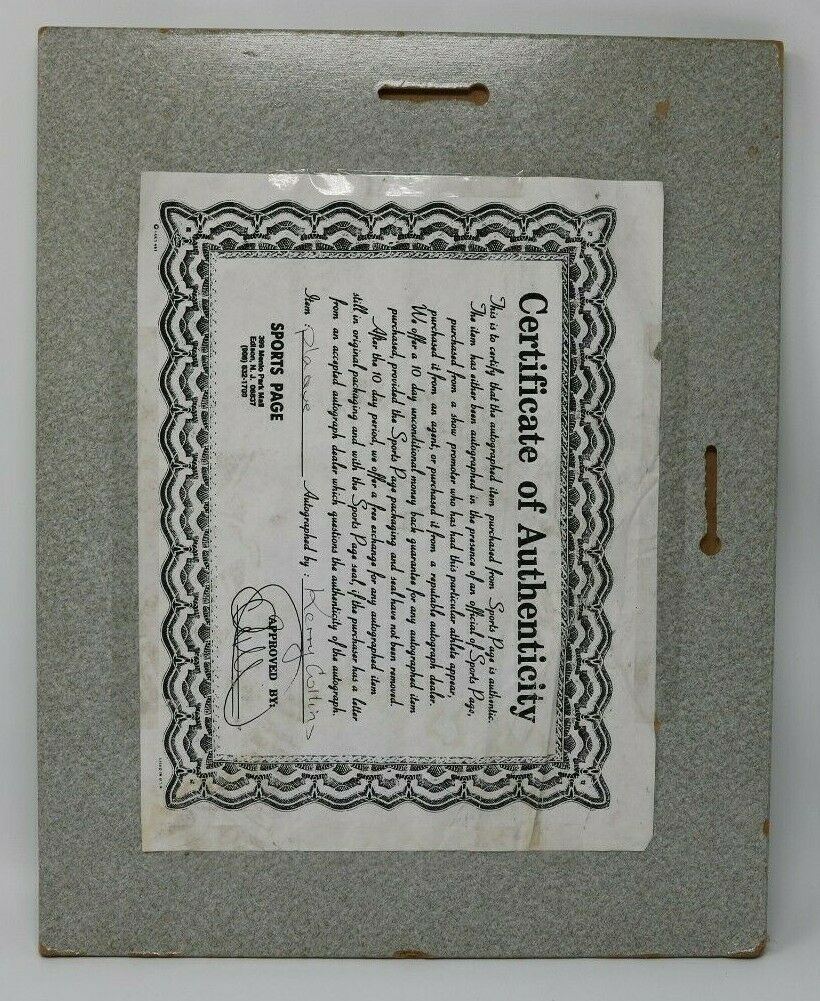 Certificate of Authenticity
This is to certify that the autographed item purchased from Sports Page is authentic.
The item has either been autographed in the presence of an official of Sports Page,
purchased from a show promoter who has had this particular athlete appear,
purchased it from an agent, or purchased it from a reputable autograph dealer.
We offer a 10 day unconditional money back guarantee for any autographed item
purchased, provided the Sports Page packaging and seal have not been removed.
After the 10 day period, we offer a free exchange for any autographed item
still in original packaging and with the Sports Page seal, if the purchaser has a letter
from an accepted autograph dealer which questions the authenticity of the autograph.
Item: Autographed by: Kerry Collins
SPORTS PAGE
APPROVED BY:
Menlo Park Mall
Edison, N. J. 08837